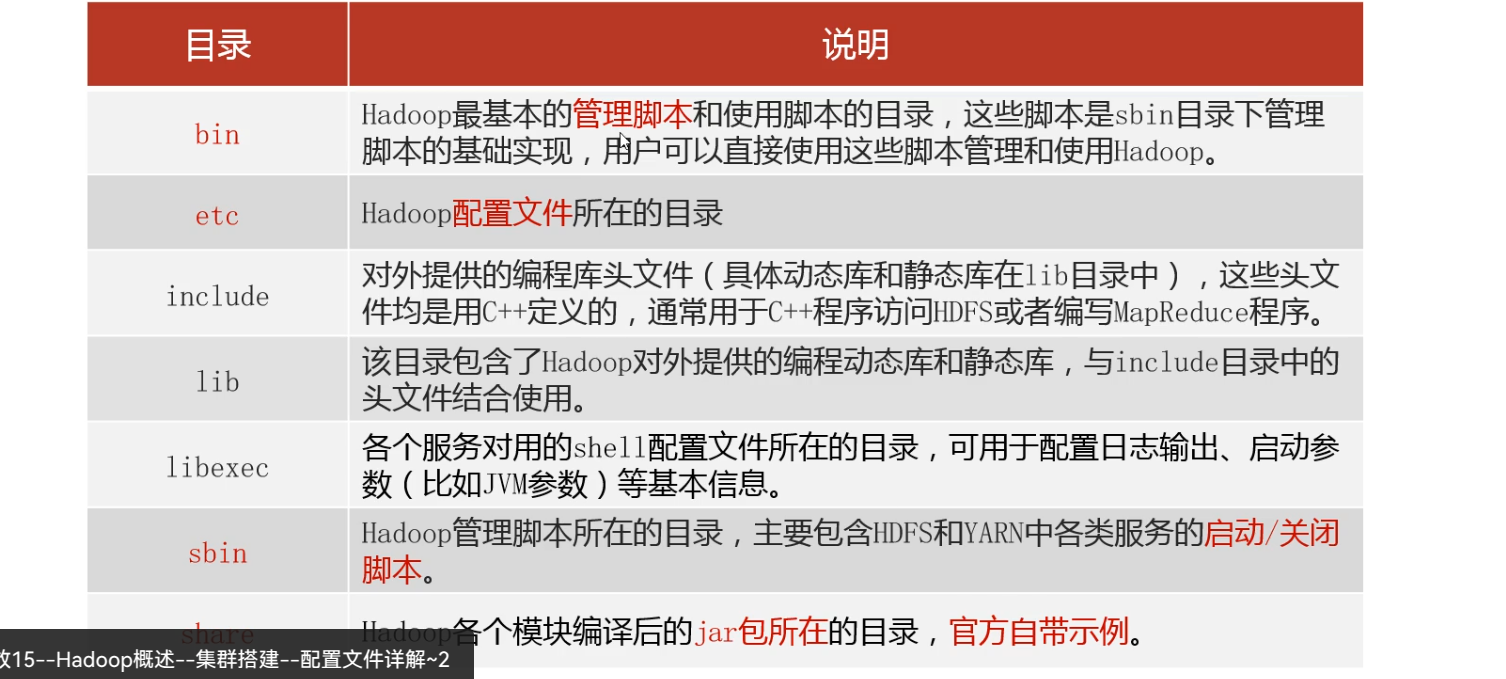 目录
说明
bin
Hadoop最基本的管理脚本和使用脚本的目录，这些脚本是sbin目录下管理
脚本的基础实现，用户可以直接使用这些脚本管理和使用Hadoop。
etc
Hadoop配置文件所在的目录
include
对外提供的编程库头文件（具体动态库和静态库在lib目录中），这些头文
件均是用C++定义的，通常用于C++程序访问HDFS或者编写MapReduce程序。
lib
该目录包含了Hadoop对外提供的编程动态库和静态库，与include目录中的
头文件结合使用。
libexec
各个服务对用的shell配置文件所在的目录，可用于配置日志输出、启动参
数（比如JVM参数）等基本信息。
sbin
Hadoop管理脚本所在的目录，主要包含HDFS和YARN中各类服务的启动/关闭
脚本。
share
Hadoop各个模块编译后的jar包所在的目录，官方自带示例。
15--Hadoop概述--集群搭建--配置文件详解~2